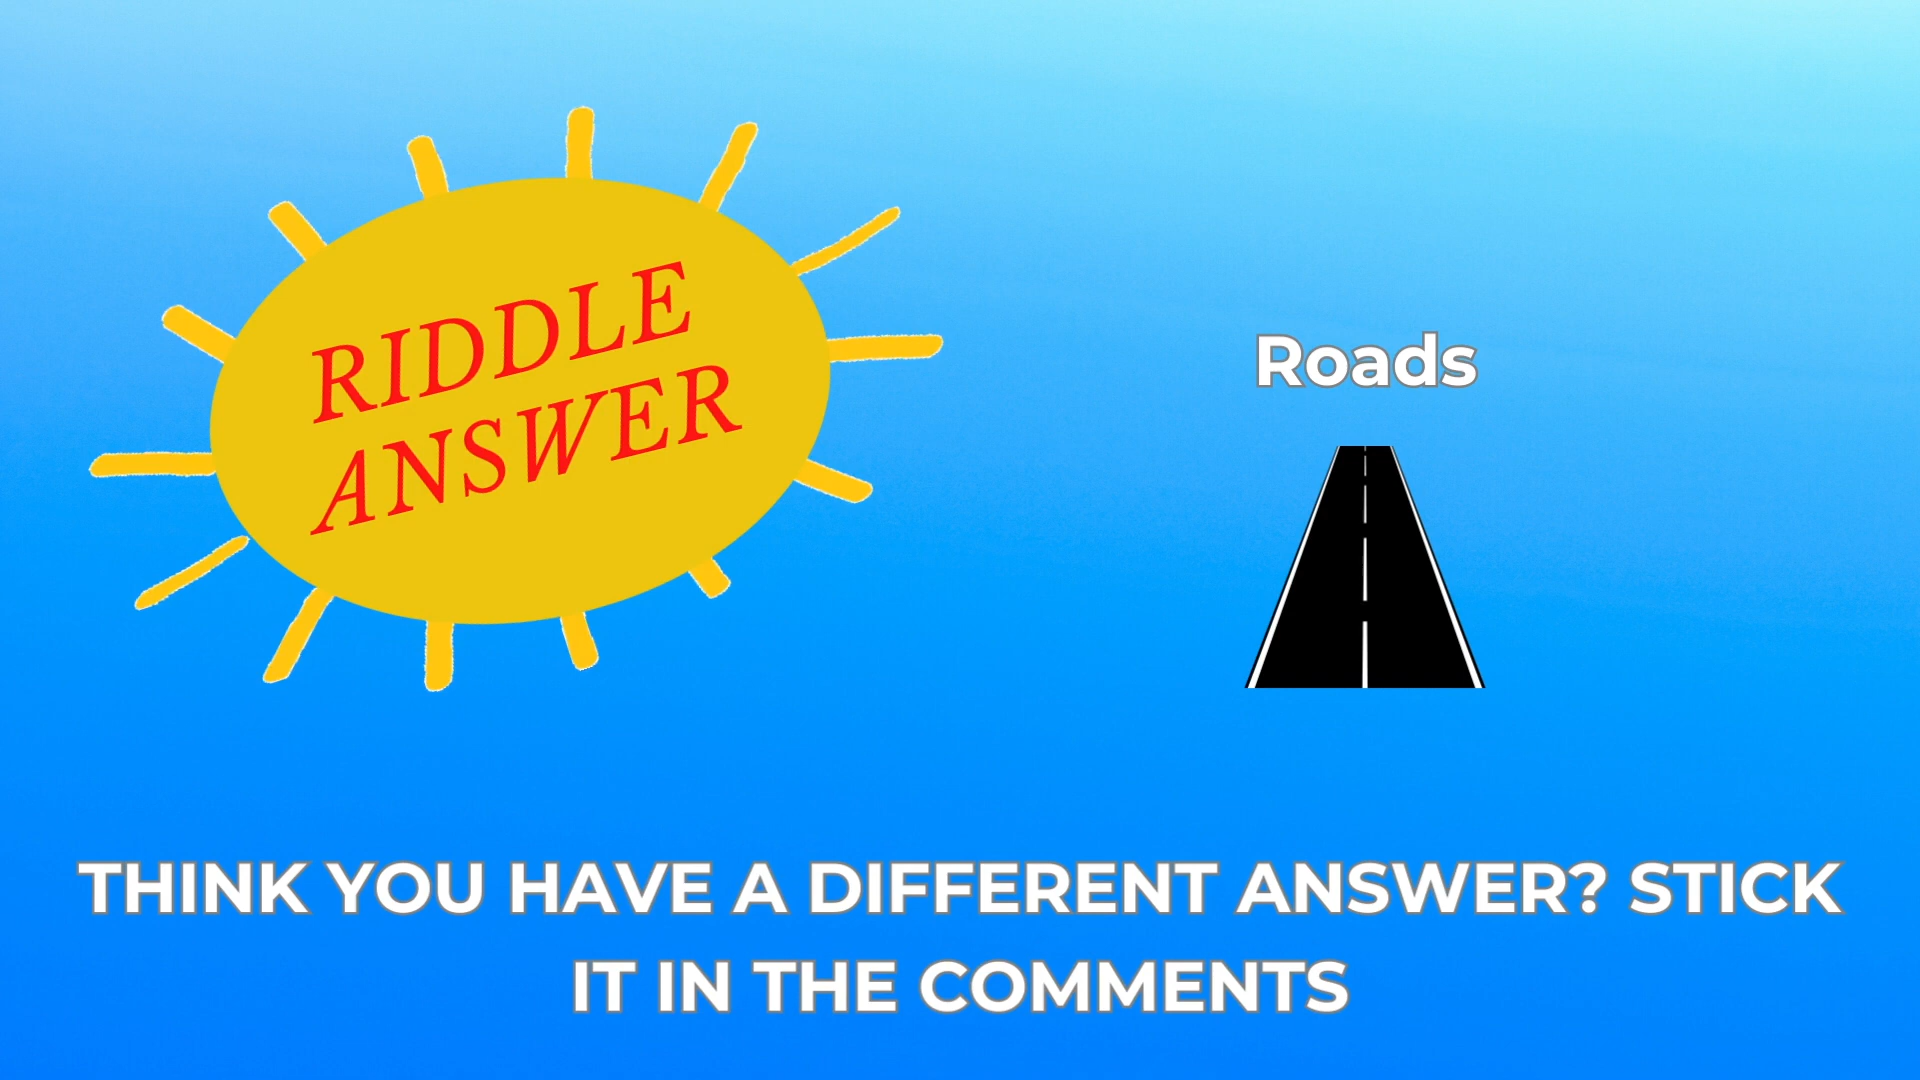 RIDDLE
ANSWER
Roads
THINK YOU HAVE A DIFFERENT ANSWER? STICK
IT IN THE COMMENTS